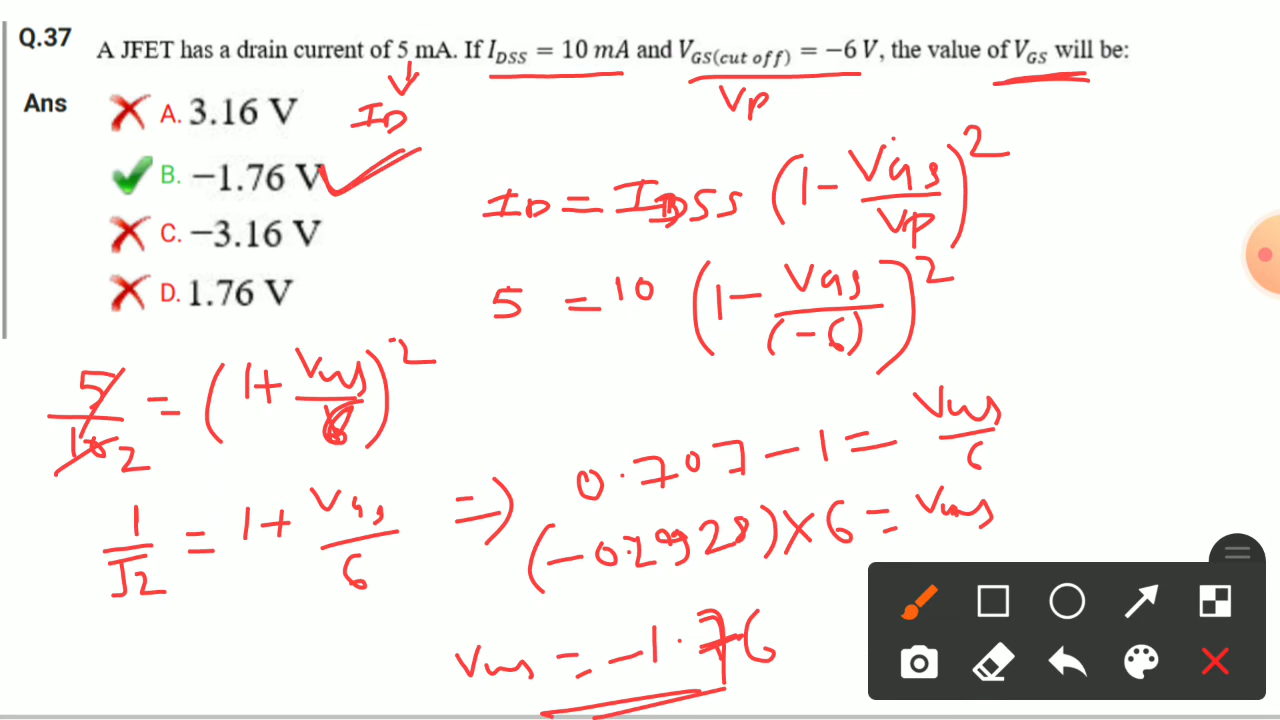 Q.37 A JFET has a drain current of 5 mA. If I_DSS = 10 mA and V_GS(cut off) = −6 V, the value of V_GS will be:
Ans
A. 3.16 V
B. −1.76 V
C. −3.16 V
D. 1.76 V
ID
Vp
ID = IDSS (1 - Vgs/Vp)^2
5 = 10 (1 - Vgs/(-6))^2
5/10 2 = (1 + Vgs/6)^2
1/√2 = 1 + Vgs/6
=> 0.707 - 1 = Vgs/6
(-0.2928) × 6 = Vgs
Vgs = -1.76